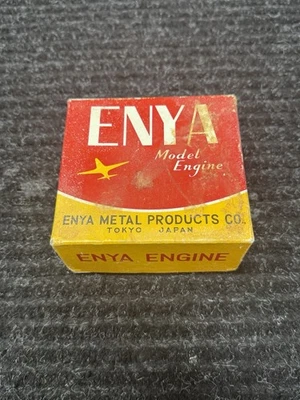 ENYA
Model
Engine
ENYA METAL PRODUCTS CO.
TOKYO JAPAN
ENYA ENGINE